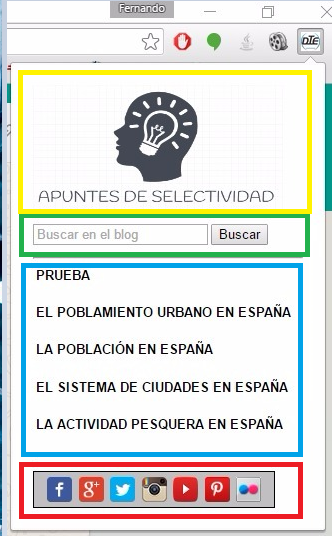 Fernando
DTE
APUNTES DE SELECTIVIDAD
Buscar en el blog Buscar
PRUEBA
EL POBLAMIENTO URBANO EN ESPAÑA
LA POBLACIÓN EN ESPAÑA
EL SISTEMA DE CIUDADES EN ESPAÑA
LA ACTIVIDAD PESQUERA EN ESPAÑA